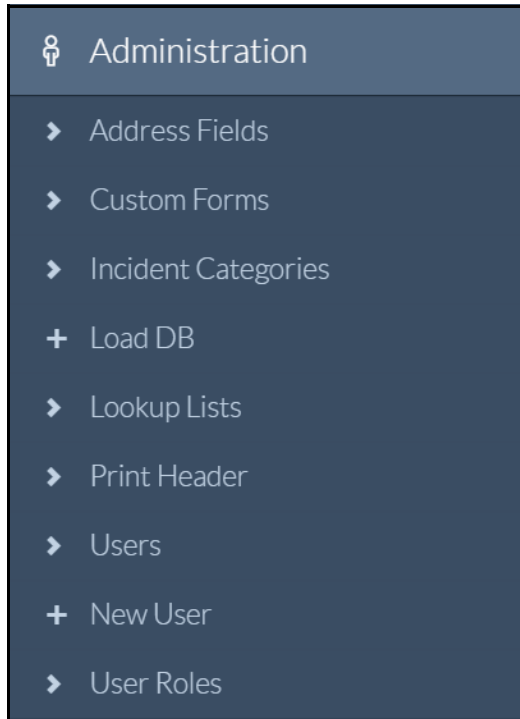 Administration
Address Fields
Custom Forms
Incident Categories
Load DB
Lookup Lists
Print Header
Users
New User
User Roles